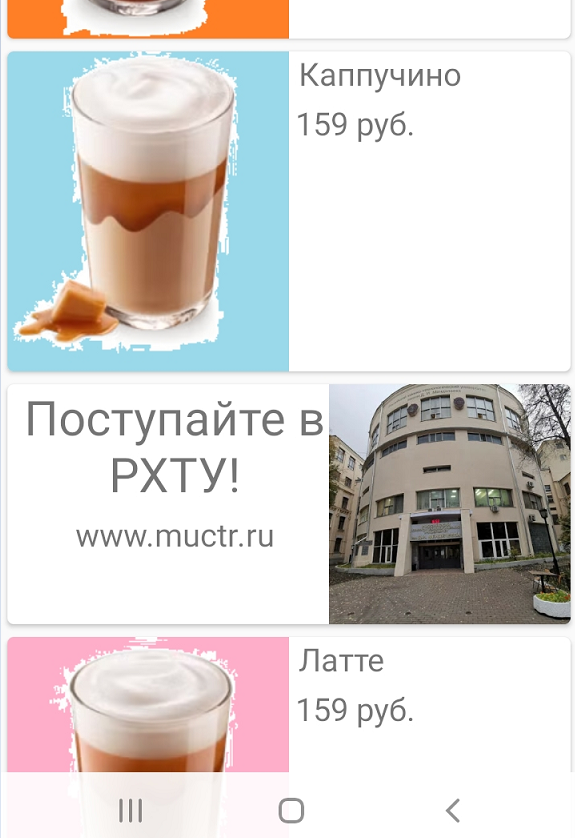 Каппучино
159 руб.
Поступайте в
РХТУ!
www.muctr.ru
Латте
159 руб.